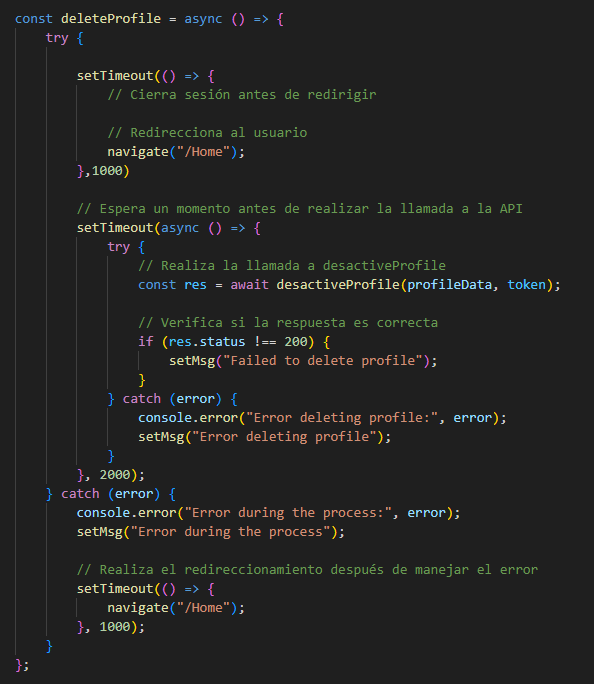 const deleteProfile = async () => {
try {
setTimeout(() => {
// Cierra sesión antes de redirigir
// Redirecciona al usuario
navigate("/Home");
},1000)
// Espera un momento antes de realizar la llamada a la API
setTimeout(async () => {
try {
// Realiza la llamada a desactiveProfile
const res = await desactiveProfile(profileData, token);
// Verifica si la respuesta es correcta
if (res.status !== 200) {
setMsg("Failed to delete profile");
}
} catch (error) {
console.error("Error deleting profile:", error);
setMsg("Error deleting profile");
}
}, 2000);
} catch (error) {
console.error("Error during the process:", error);
setMsg("Error during the process");
// Realiza el redireccionamiento después de manejar el error
setTimeout(() => {
navigate("/Home");
}, 1000);
}
};